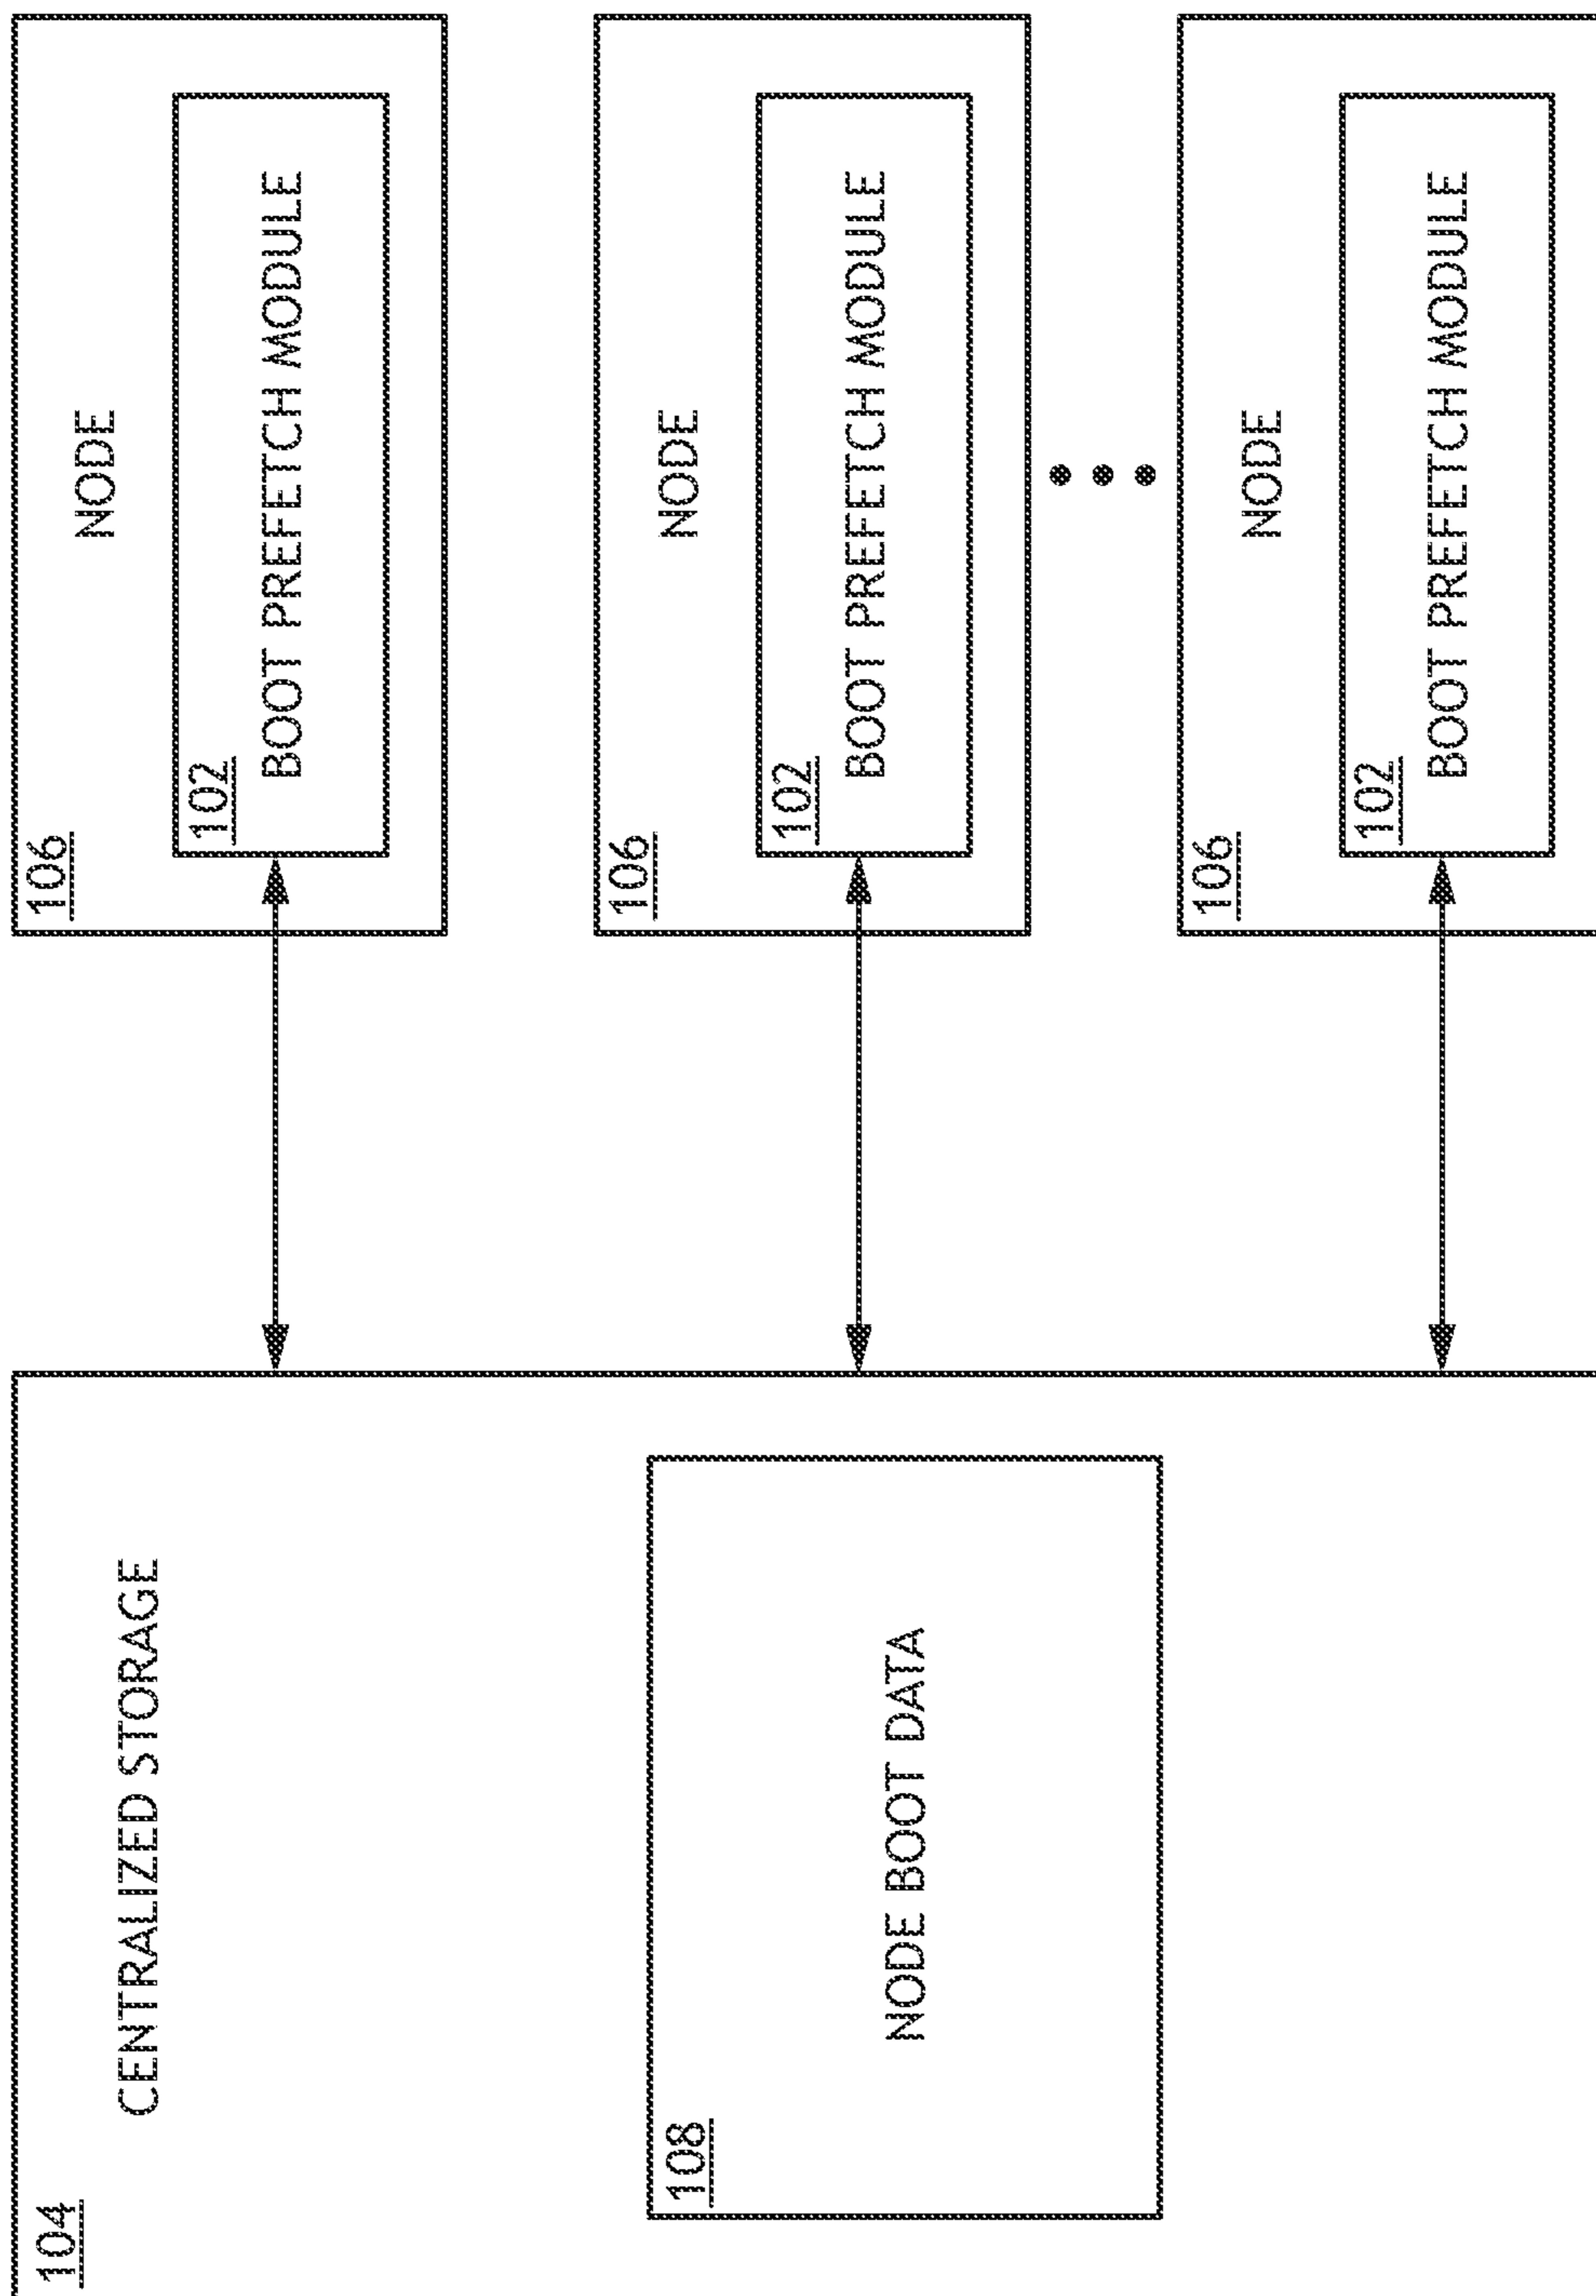 104
CENTRALIZED STORAGE
108
NODE BOOT DATA
106
NODE
102
BOOT PREFETCH MODULE
106
NODE
102
BOOT PREFETCH MODULE
106
NODE
102
BOOT PREFETCH MODULE